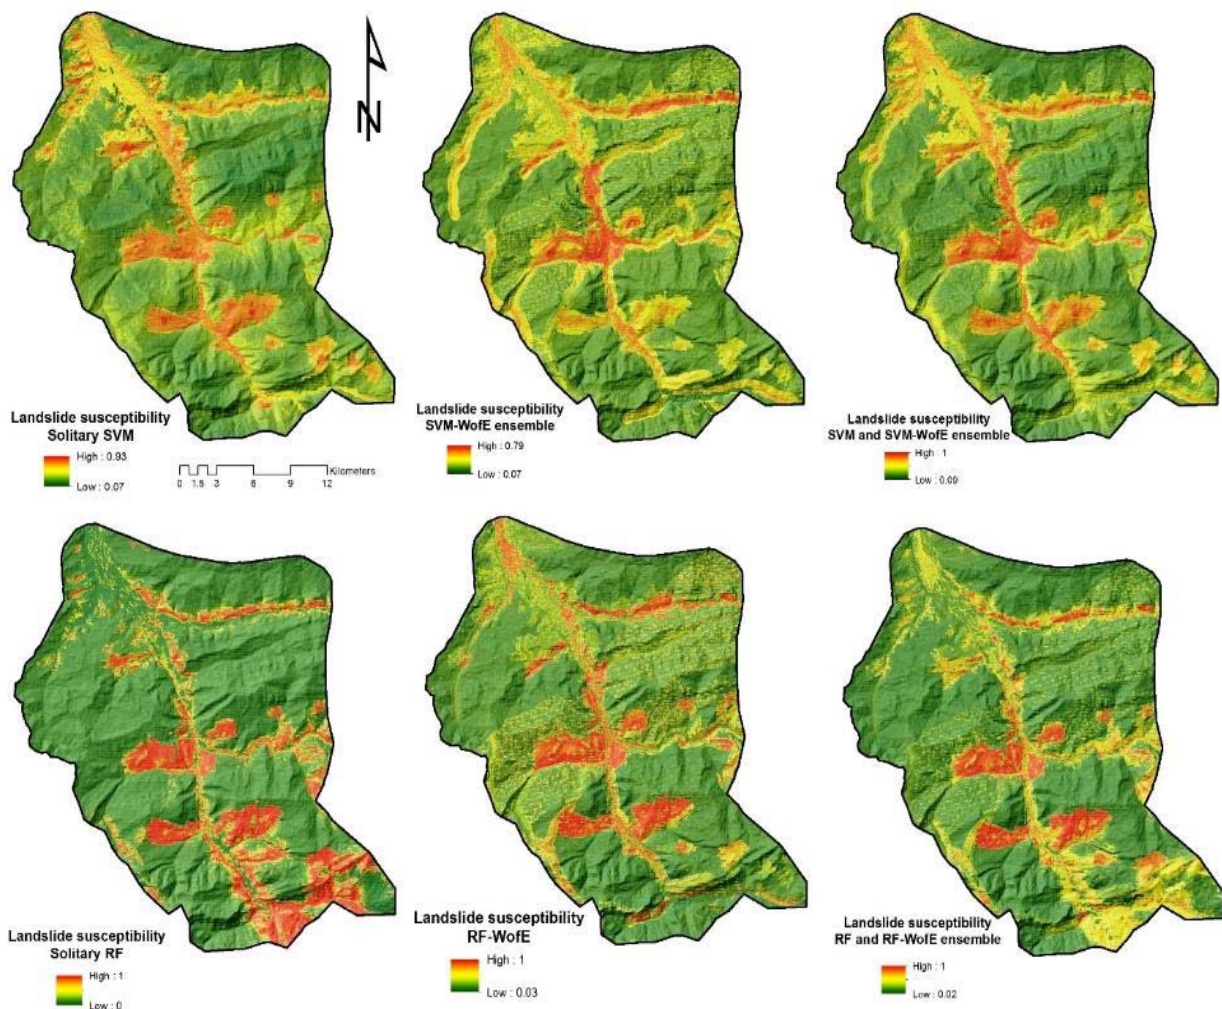 N
Landslide susceptibility
Solitary SVM
High : 0.93
Low : 0.07
Kilometers
0 1.5 3 6 9 12
Landslide susceptibility
SVM-WofE ensemble
High : 0.79
Low : 0.07
Landslide susceptibility
SVM and SVM-WofE ensemble
High : 1
Low : 0.09
Landslide susceptibility
Solitary RF
High : 1
Low : 0
Landslide susceptibility
RF-WofE
High : 1
Low : 0.03
Landslide susceptibility
RF and RF-WofE ensemble
High : 1
Low : 0.02